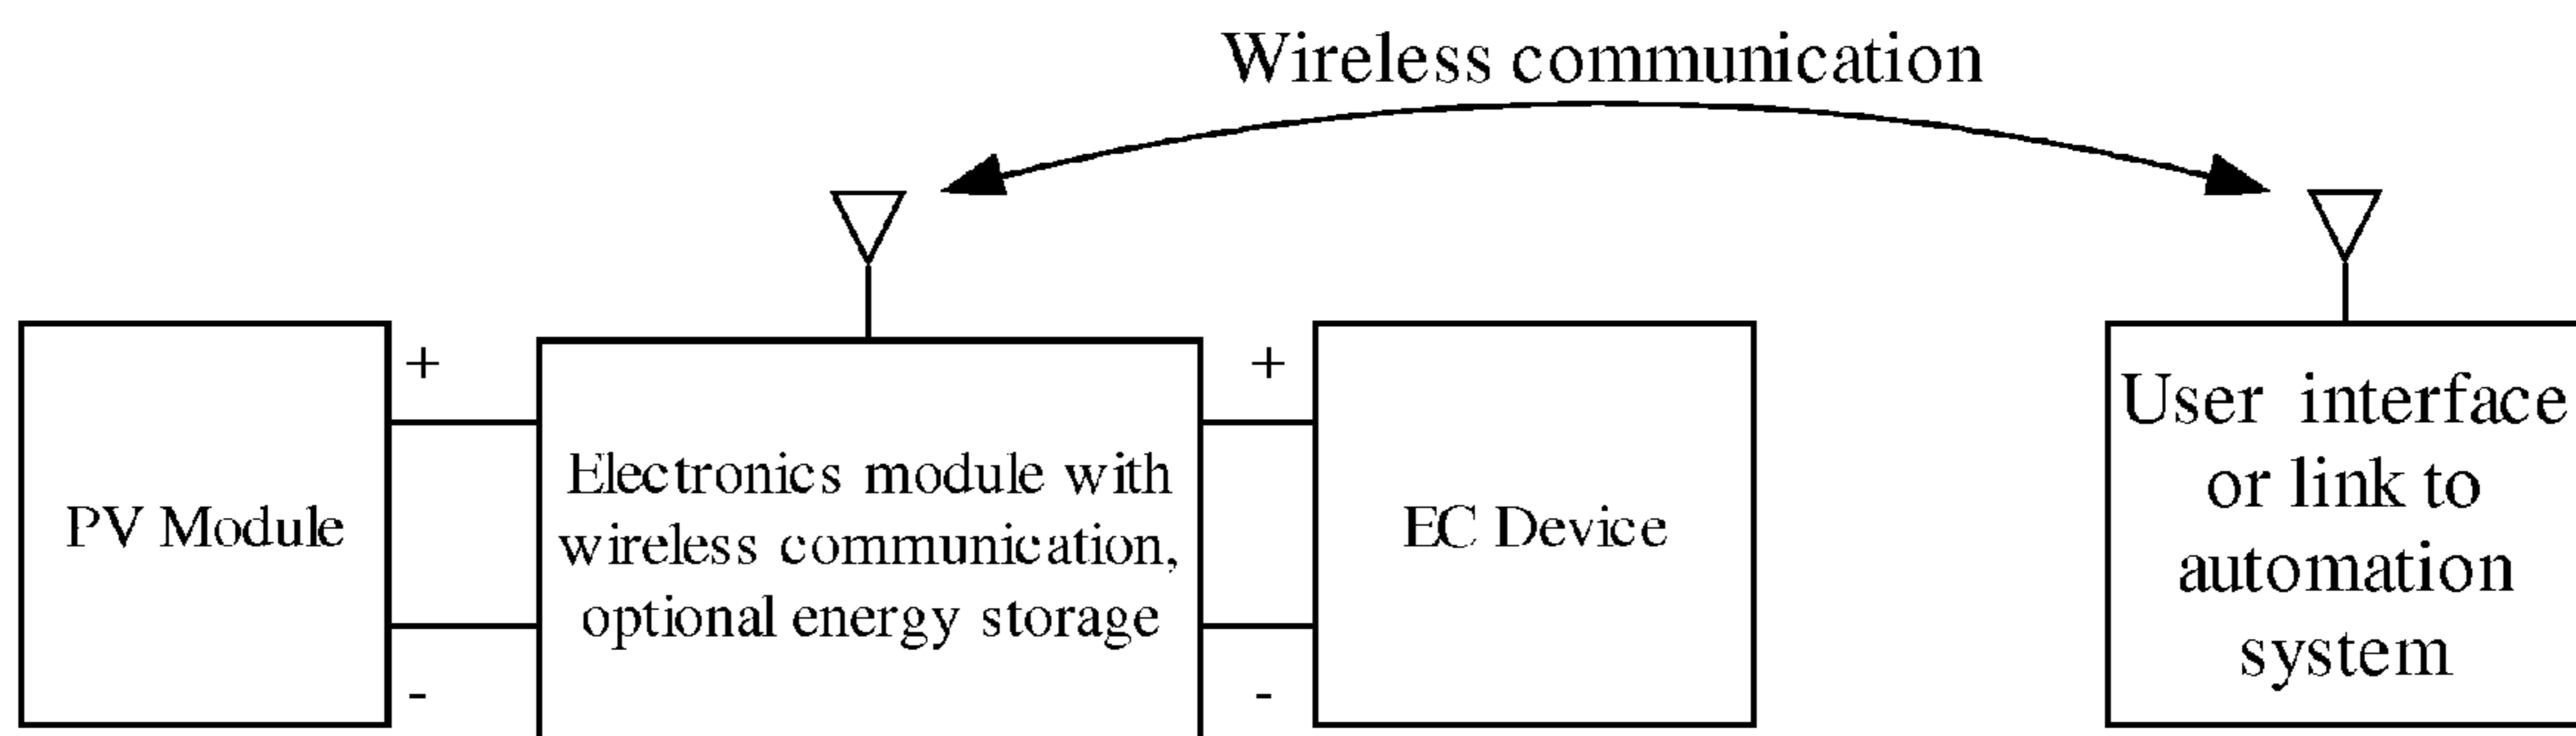 Wireless communication
+
-
PV Module
Electronics module with
wireless communication,
optional energy storage
+
-
EC Device
User interface
or link to
automation
system